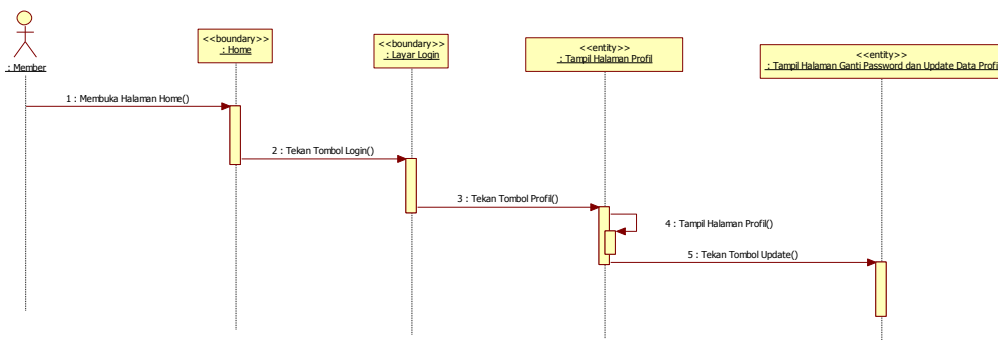 : Member
<<boundary>>
: Home
<<boundary>>
: Layar Login
<<entity>>
: Tampil Halaman Profil
<<entity>>
: Tampil Halaman Ganti Password dan Update Data Profi
1 : Membuka Halaman Home()
2 : Tekan Tombol Login()
3 : Tekan Tombol Profil()
4 : Tampil Halaman Profil()
5 : Tekan Tombol Update()